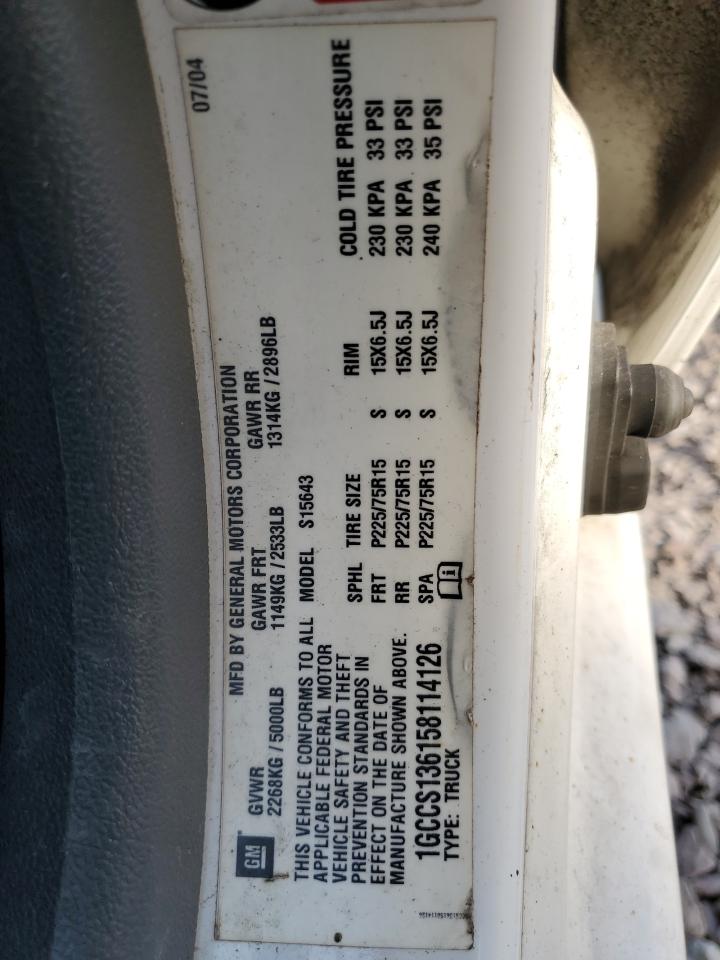 07/04
MFD BY GENERAL MOTORS CORPORATION
GM
GVWR GAWR FRT GAWR RR
2268KG / 5000LB 1149KG / 2533LB 1314KG / 2896LB
THIS VEHICLE CONFORMS TO ALL
APPLICABLE FEDERAL MOTOR
VEHICLE SAFETY AND THEFT
PREVENTION STANDARDS IN
EFFECT ON THE DATE OF
MANUFACTURE SHOWN ABOVE.
1GCCS136158114126
TYPE: TRUCK
MODEL S15643
SPHL TIRE SIZE RIM COLD TIRE PRESSURE
FRT P225/75R15 S 15X6.5J 230 KPA 33 PSI
RR P225/75R15 S 15X6.5J 230 KPA 33 PSI
SPA P225/75R15 S 15X6.5J 240 KPA 35 PSI